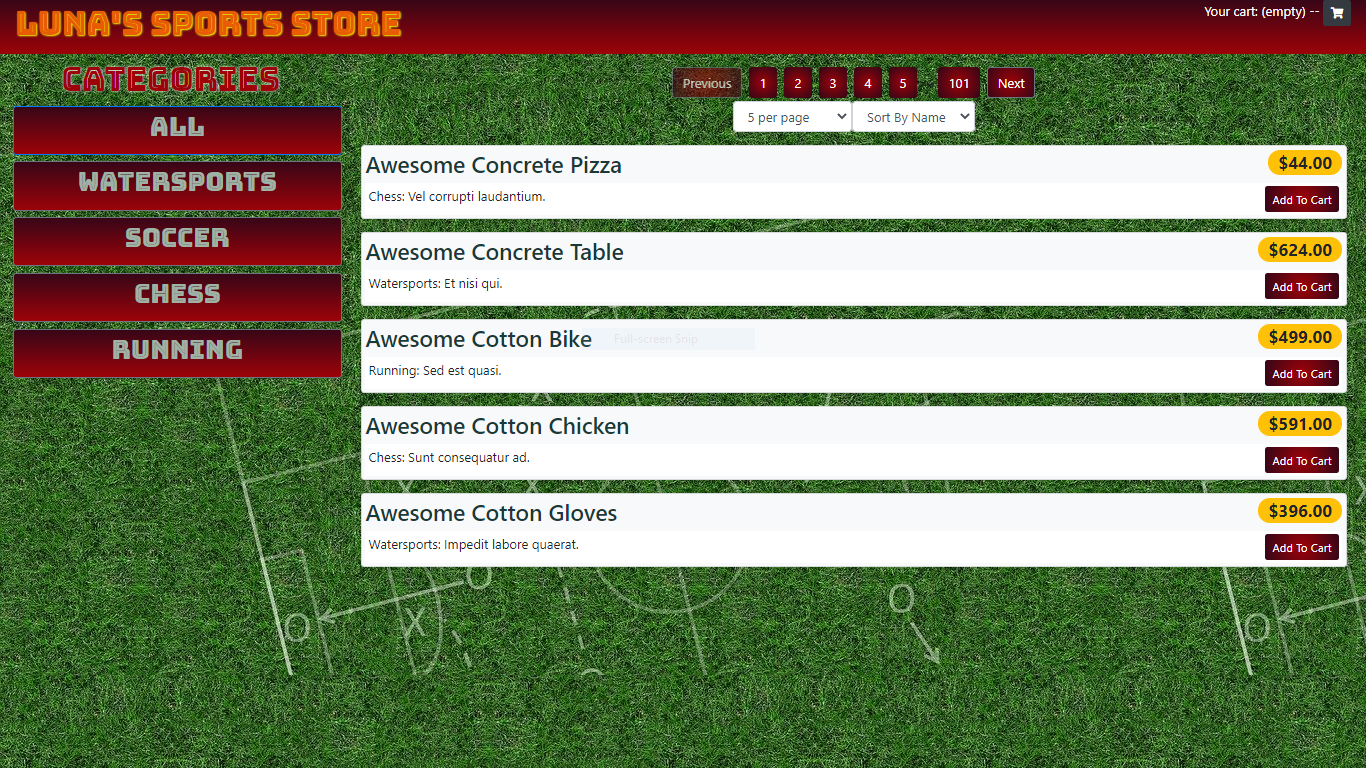 LUNA'S SPORTS STORE
Your cart: (empty) --
CATEGORIES
ALL
WATERSPORTS
SOCCER
CHESS
RUNNING
Previous 1 2 3 4 5 101 Next
5 per page Sort By Name
Awesome Concrete Pizza $44.00
Chess: Vel corrupti laudantium. Add To Cart
Awesome Concrete Table $624.00
Watersports: Et nisi qui. Add To Cart
Awesome Cotton Bike Full-screen Snip $499.00
Running: Sed est quasi. Add To Cart
X
Awesome Cotton Chicken $591.00
Chess: Sunt consequatur ad. Add To Cart
X X X
Awesome Cotton Gloves $396.00
Watersports: Impedit labore quaerat. Add To Cart
O O
O X O